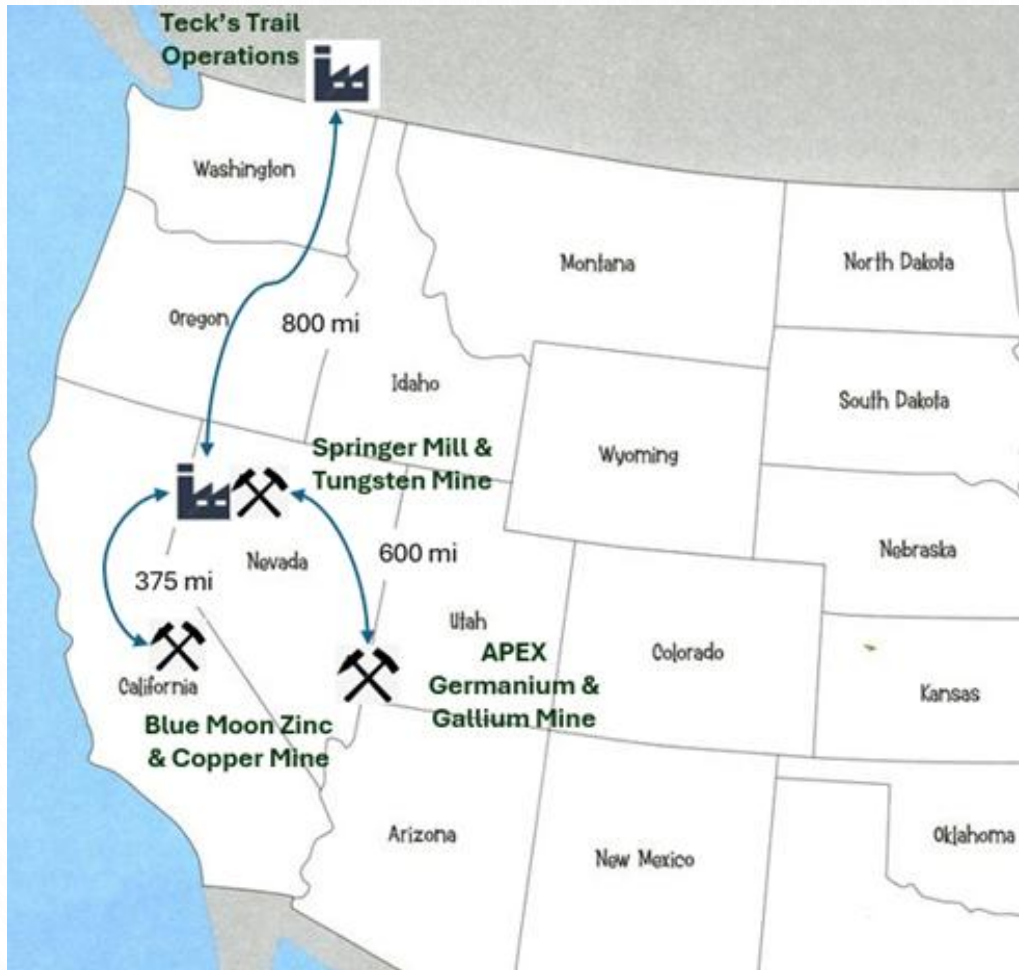 Teck's Trail
Operations
Washington
Montana
North Dakota
Oregon
800 mi
Idaho
South Dakota
Springer Mill &
Tungsten Mine
Wyoming
Nebraska
Nevada
600 mi
375 mi
Utah
APEX
Germanium &
Gallium Mine
Colorado
Kansas
California
Blue Moon Zinc
& Copper Mine
Arizona
New Mexico
Oklahoma